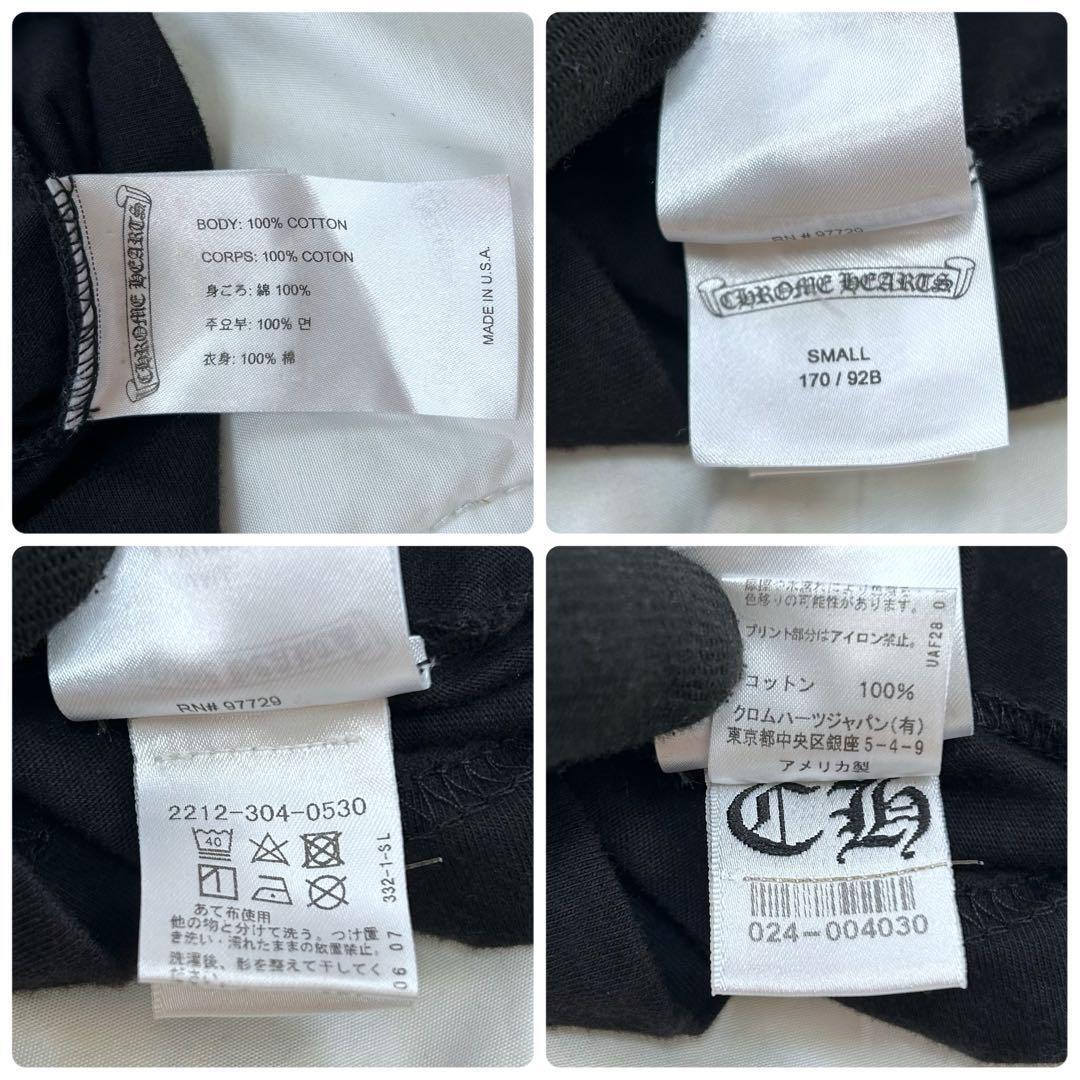 CHROME HEARTS
BODY: 100% COTTON
CORPS: 100% COTON
身ごろ: 綿 100%
주요부: 100% 면
衣身: 100% 棉
MADE IN U.S.A.
RN # 97729
CHROME HEARTS
SMALL
170 / 92B
RN# 97729
2212-304-0530
40
あて布使用
他の物と分けて洗う。つけ置
き洗い・濡れたままの放置禁止。
洗濯後、形を整えて干してく
ださい。
332-1-SL
06 07
色移りの可能性があります。
プリント部分はアイロン禁止。
UAF28 0
コットン 100%
クロムハーツジャパン(有)
東京都中央区銀座5-4-9
アメリカ製
CH
024-004030